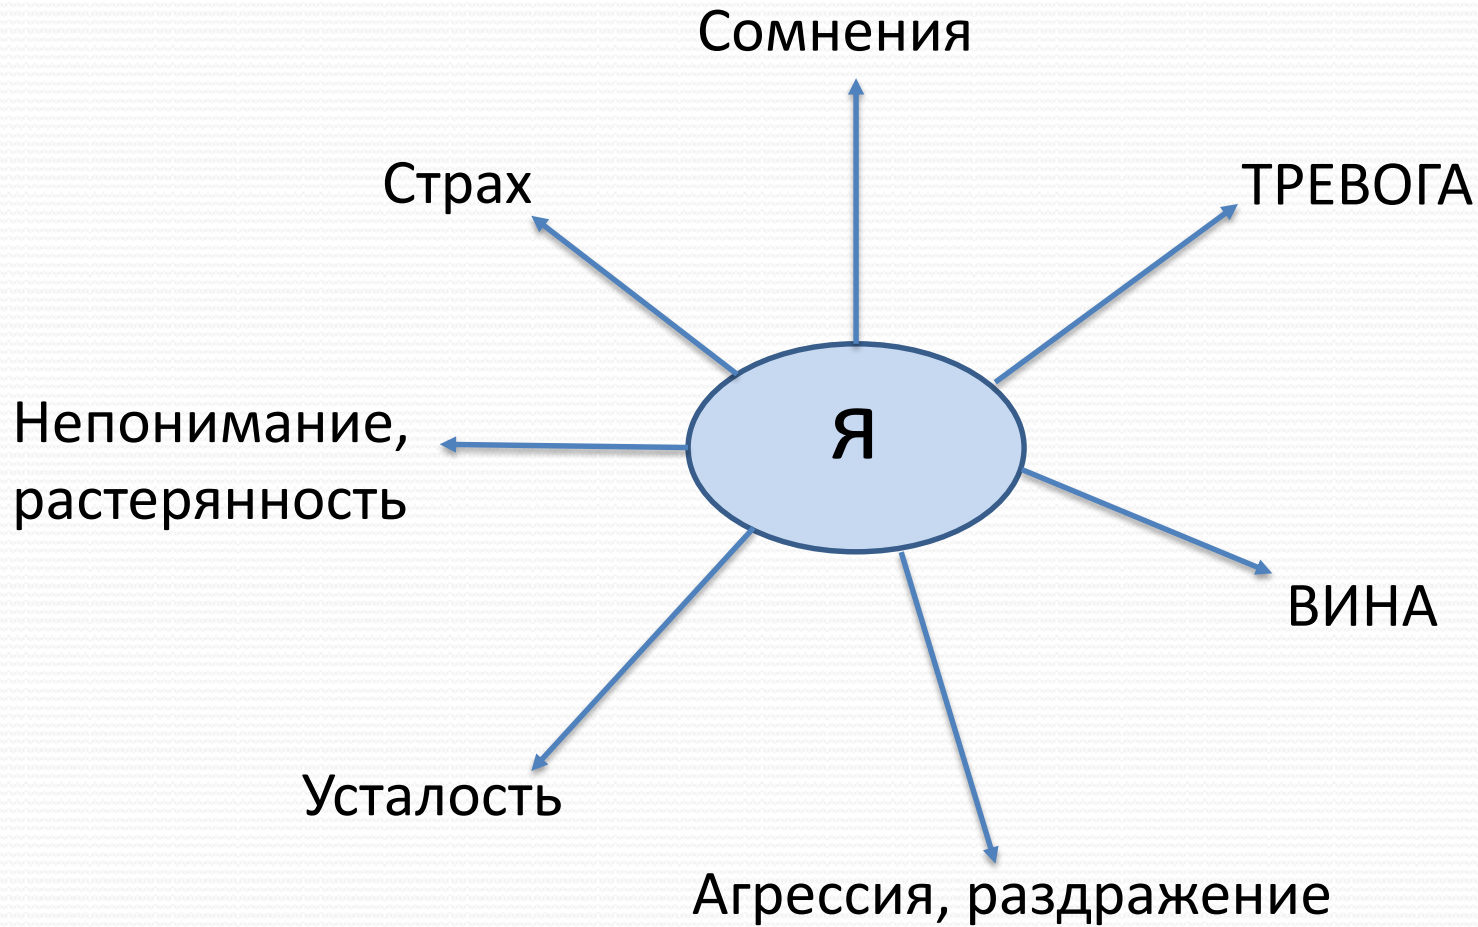 Сомнения
Страх
ТРЕВОГА
Я
Непонимание,
растерянность
ВИНА
Усталость
Агрессия, раздражение